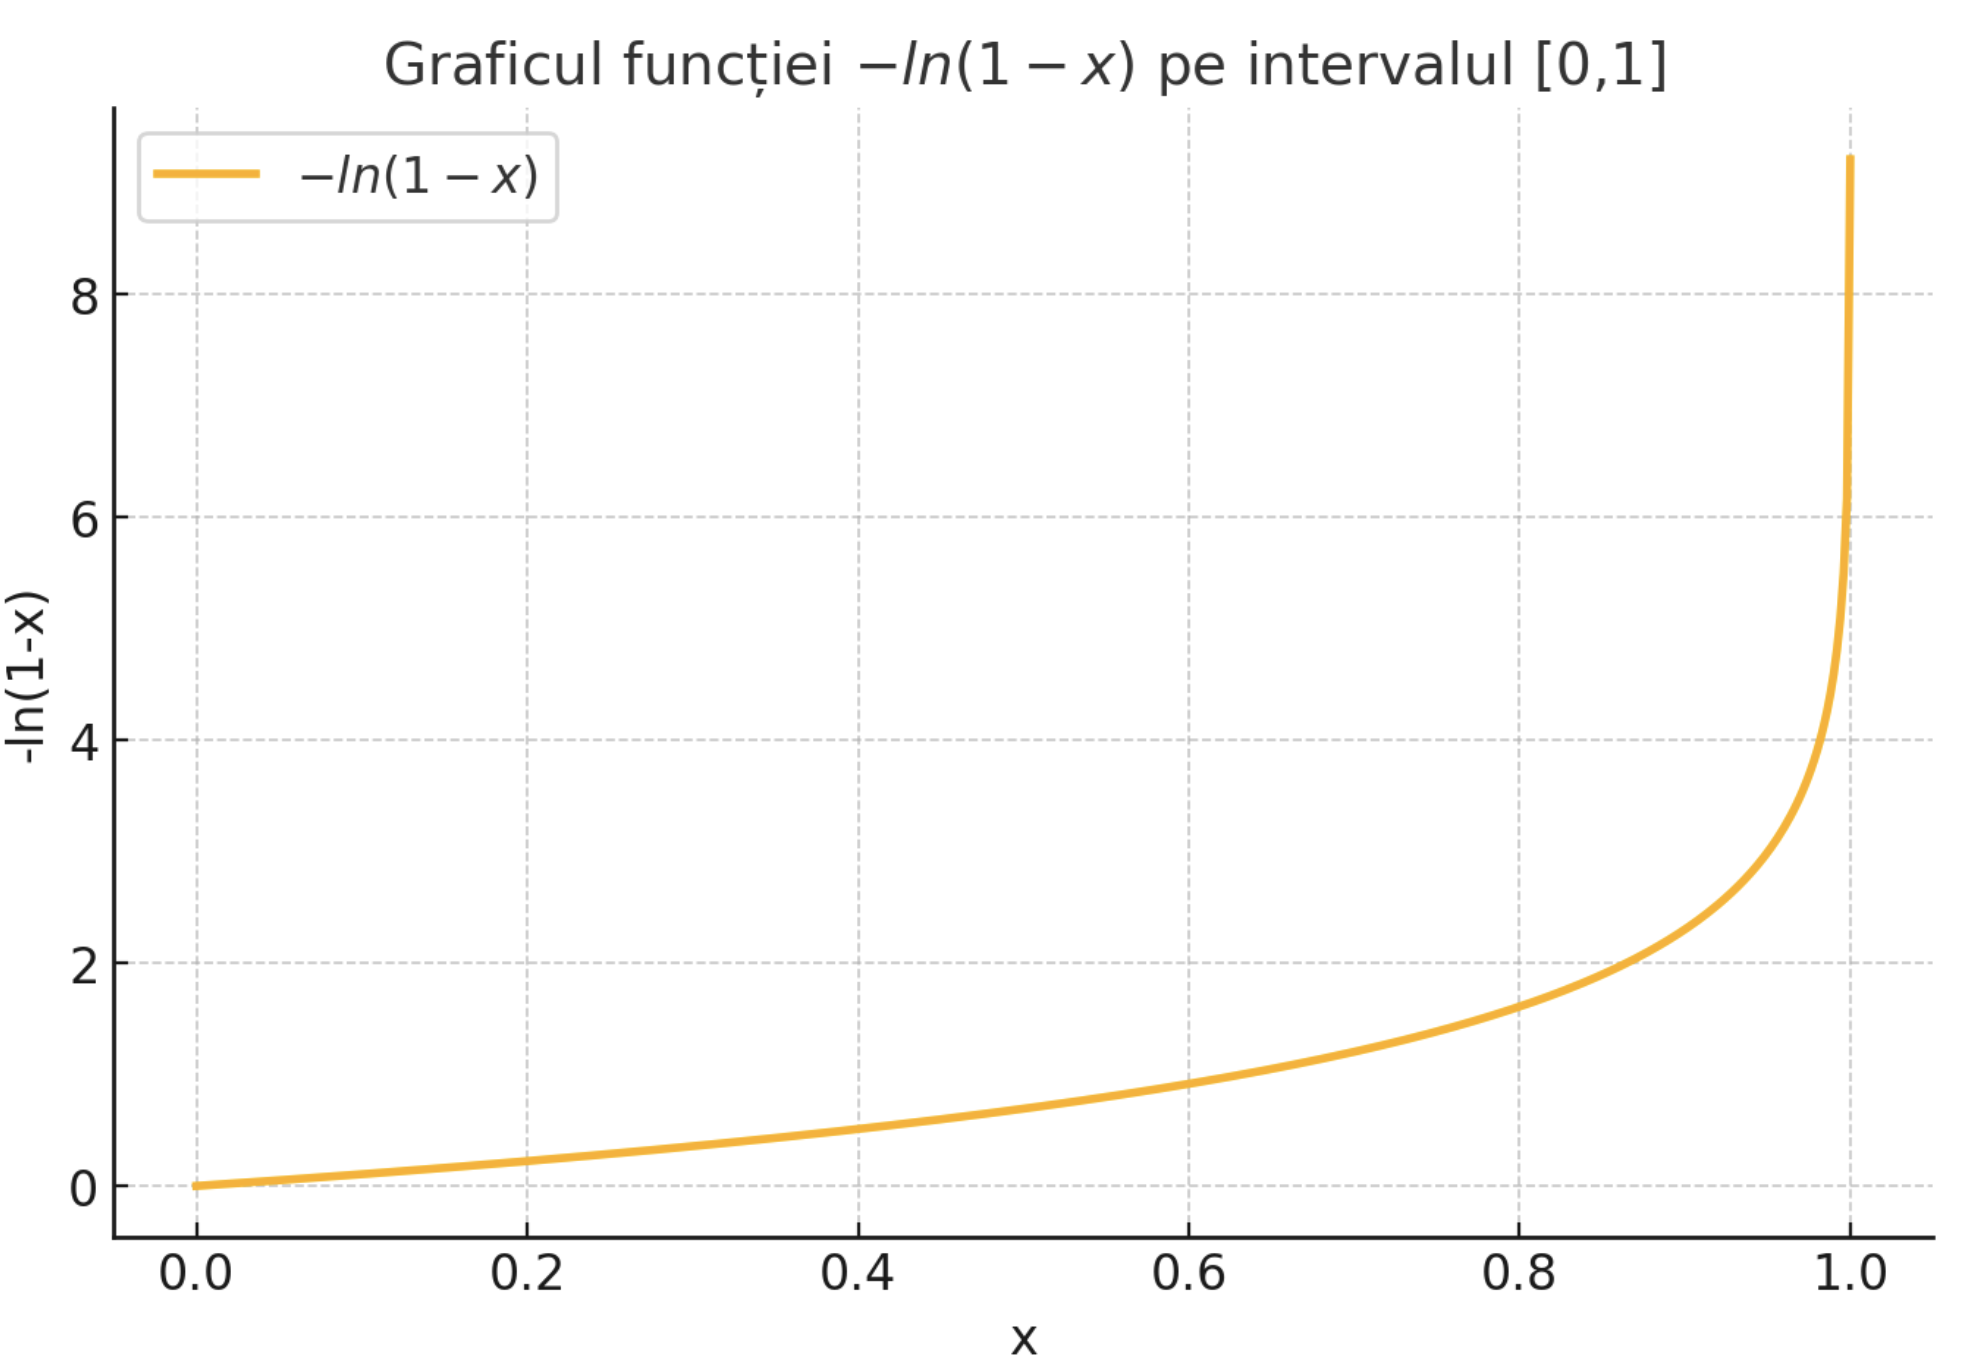 Graficul funcției −ln(1 − x) pe intervalul [0,1]
−ln(1 − x)
8
6
4
2
0
-ln(1-x)
0.0 0.2 0.4 0.6 0.8 1.0
x